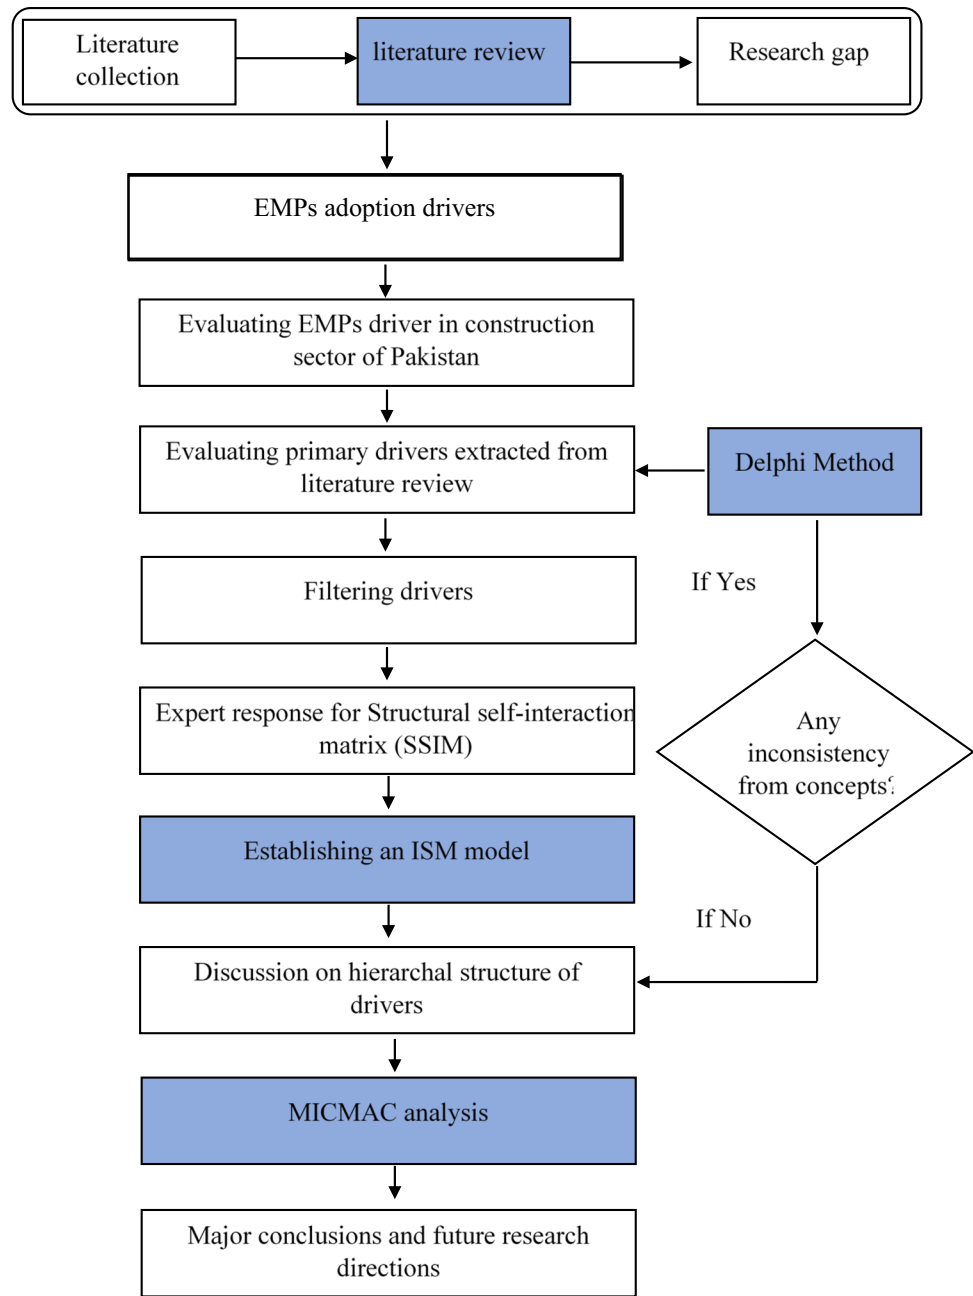 Literature
collection
literature review
Research gap
EMPs adoption drivers
Evaluating EMPs driver in construction
sector of Pakistan
Evaluating primary drivers extracted from
literature review
Delphi Method
Filtering drivers
If Yes
Expert response for Structural self-interaction
matrix (SSIM)
Any
inconsistency
from concepts?
Establishing an ISM model
If No
Discussion on hierarchal structure of
drivers
MICMAC analysis
Major conclusions and future research
directions